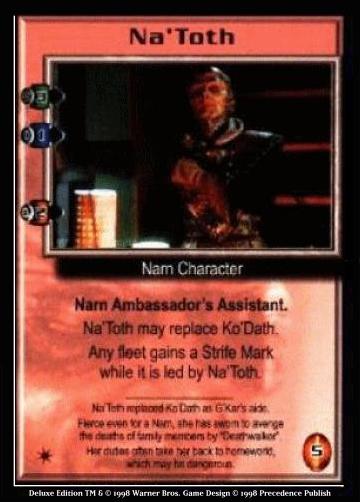 Na'Toth
Narn Character
Narn Ambassador's Assistant.
Na'Toth may replace Ko'Dath.
Any fleet gains a Strife Mark
while it is led by Na'Toth.
Na'Toth replaced Ko'Dath as G'Kar's aide.
Fierce even for a Narn, she has sworn to avenge
the deaths of family members by "Deathwalker".
Her duties often take her back to homeworld,
which may be dangerous.
5
Deluxe Edition TM & © 1998 Warner Bros. Game Design © 1998 Precedence Publish